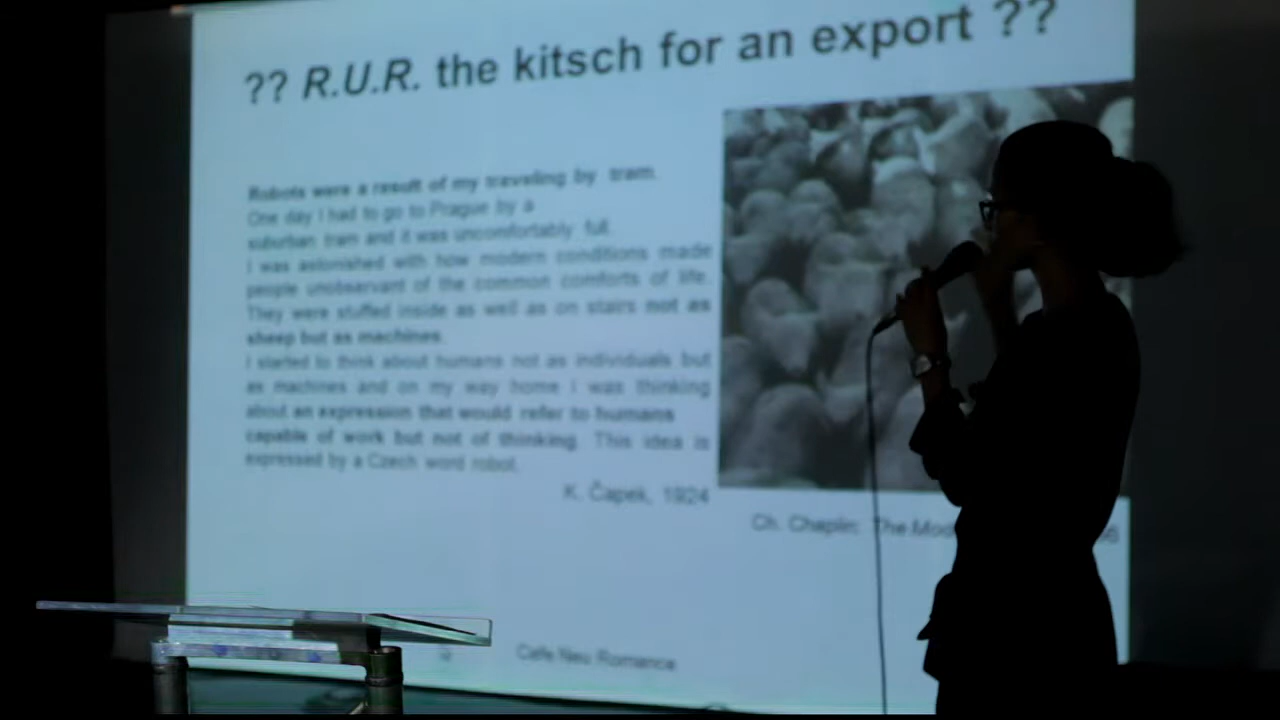 ?? R.U.R. the kitsch for an export ??
Robots were a result of my traveling by tram.
One day I had to go to Prague by a
suburban tram and it was uncomfortably full.
I was astonished with how modern conditions made
people unobservant of the common comforts of life.
They were stuffed inside as well as on stairs not as
sheep but as machines.
I started to think about humans not as individuals but
as machines and on my way home I was thinking
about an expression that would refer to humans
capable of work but not of thinking. This idea is
expressed by a Czech word robot.
K. Čapek, 1924
Ch. Chaplin: The
Cafe Neu Romance